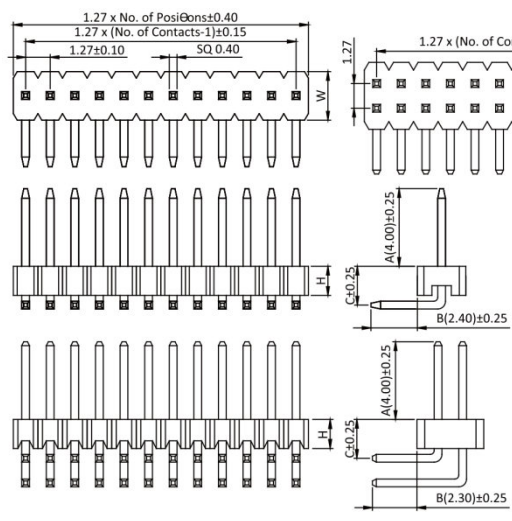 1.27 x No. of PosiƟons±0.40
1.27 x (No. of Contacts-1)±0.15
1.27±0.10
SQ 0.40
W
1.27
1.27 x (No. of Co
H
A(4.00)±0.25
C±0.25
B(2.40)±0.25
H
A(4.00)±0.25
C±0.25
B(2.30)±0.25